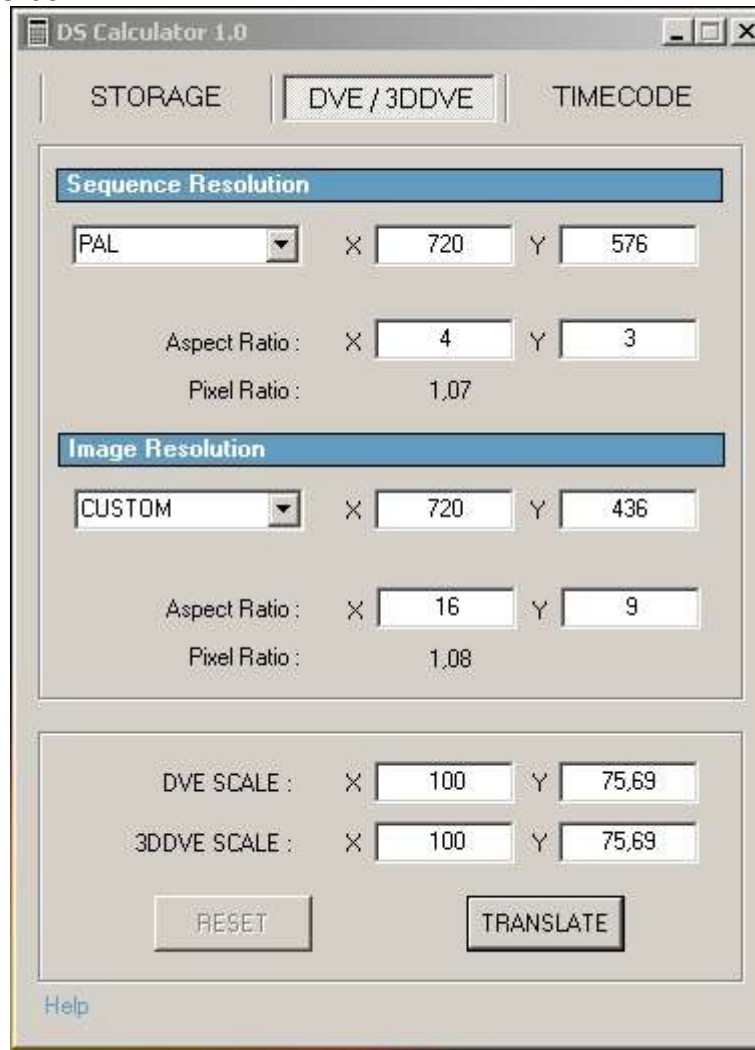 DS Calculator 1.0
STORAGE DVE / 3DDVE TIMECODE
Sequence Resolution
PAL X 720 Y 576
Aspect Ratio : X 4 Y 3
Pixel Ratio : 1,07
Image Resolution
CUSTOM X 720 Y 436
Aspect Ratio : X 16 Y 9
Pixel Ratio : 1,08
DVE SCALE : X 100 Y 75,69
3DDVE SCALE : X 100 Y 75,69
RESET TRANSLATE
Help